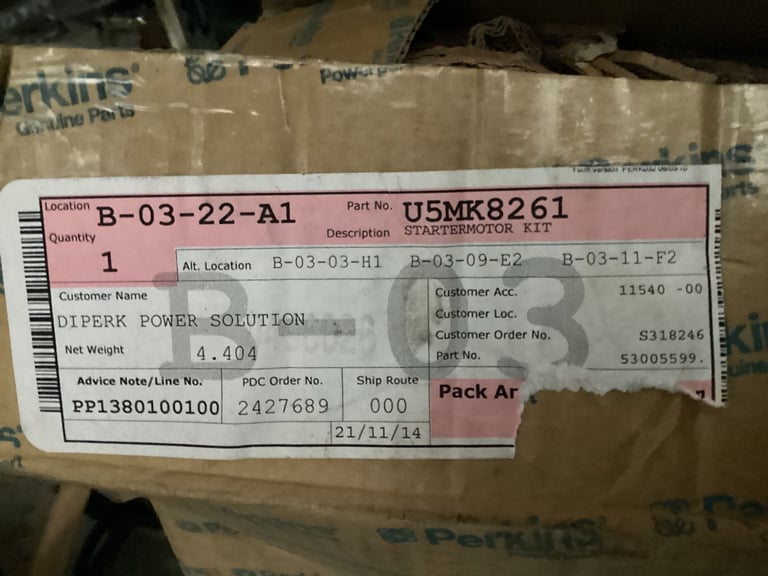 Perkins
Genuine Parts
Location B-03-22-A1 Part No. U5MK8261
Quantity 1 Description STARTERMOTOR KIT
Alt. Location B-03-03-H1 B-03-09-E2 B-03-11-F2
B-03
Customer Name Customer Acc. 11540 -00
DIPERK POWER SOLUTION Customer Loc.
Customer Order No. S318246
Net Weight 4.404 Part No. 53005599.
Advice Note/Line No. PDC Order No. Ship Route Pack Ar
PP1380100100 2427689 000
21/11/14
Perkins